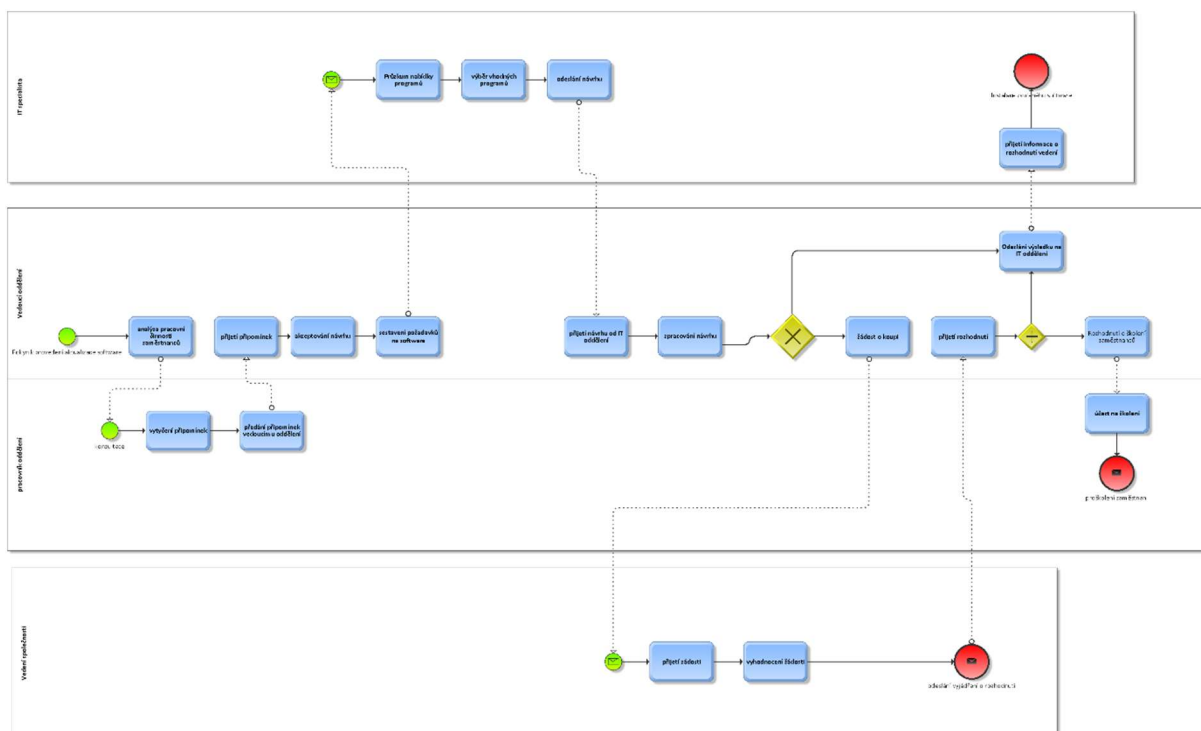 IT specialista
Průzkum nabídky
programů
výběr vhodných
programů
odeslání návrhu
přijetí informace o
rozhodnutí vedení
Vedoucí oddělení
analýza pracovní
činnosti
zaměstnanců
přijetí připomínek
akceptování návrhu
sestavení požadavků
na software
přijetí návrhu od IT
oddělení
zpracování návrhu
žádost o koupi
přijetí rozhodnutí
Odeslání výsledku na
IT oddělení
Rozhodnutí o školení
zaměstnanců
pracovník oddělení
vytyčení připomínek
předání připomínek
vedoucímu oddělení
účast na školení
proškolení zaměstnan
Vedení společnosti
přijetí žádosti
vyhodnocení žádosti
odeslání vyjádření o rozhodnutí